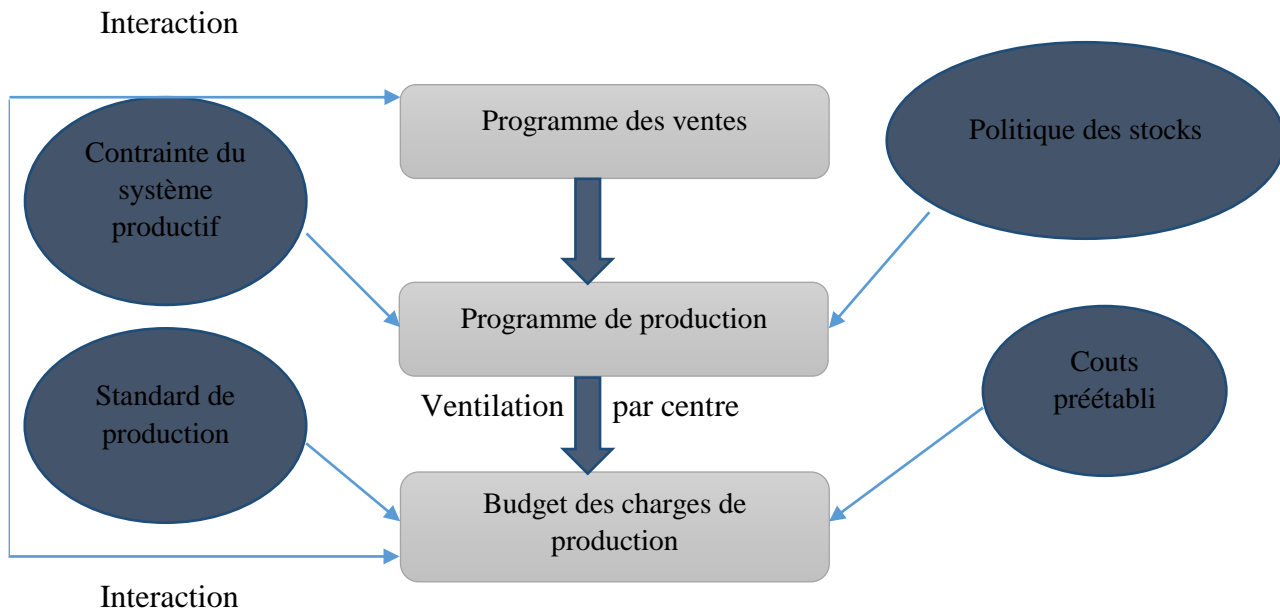 Interaction
Programme des ventes
Politique des stocks
Contrainte du
système
productif
Programme de production
Couts
préétabli
Ventilation par centre
Standard de
production
Budget des charges de
production
Interaction